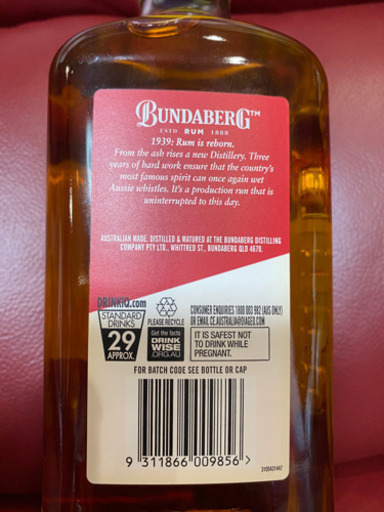 BUNDABERG™
ESTD RUM 1888
1939: Rum is reborn.
From the ash rises a new Distillery. Three
years of hard work ensure that the country's
most famous spirit can once again wet
Aussie whistles. It's a production run that is
uninterrupted to this day.
AUSTRALIAN MADE. DISTILLED & MATURED AT THE BUNDABERG DISTILLING
COMPANY PTY LTD., WHITTRED ST., BUNDABERG QLD 4670.
DRINKiQ.com
STANDARD
DRINKS
29
APPROX.
PLEASE RECYCLE
Get the facts
DRINK
WISE
.ORG.AU
CONSUMER ENQUIRIES 1800 003 982 (AUS ONLY)
OR EMAIL CE.AUSTRALIA@DIAGEO.COM
IT IS SAFEST NOT
TO DRINK WHILE
PREGNANT.
FOR BATCH CODE SEE BOTTLE OR CAP
9 311866 009856 >